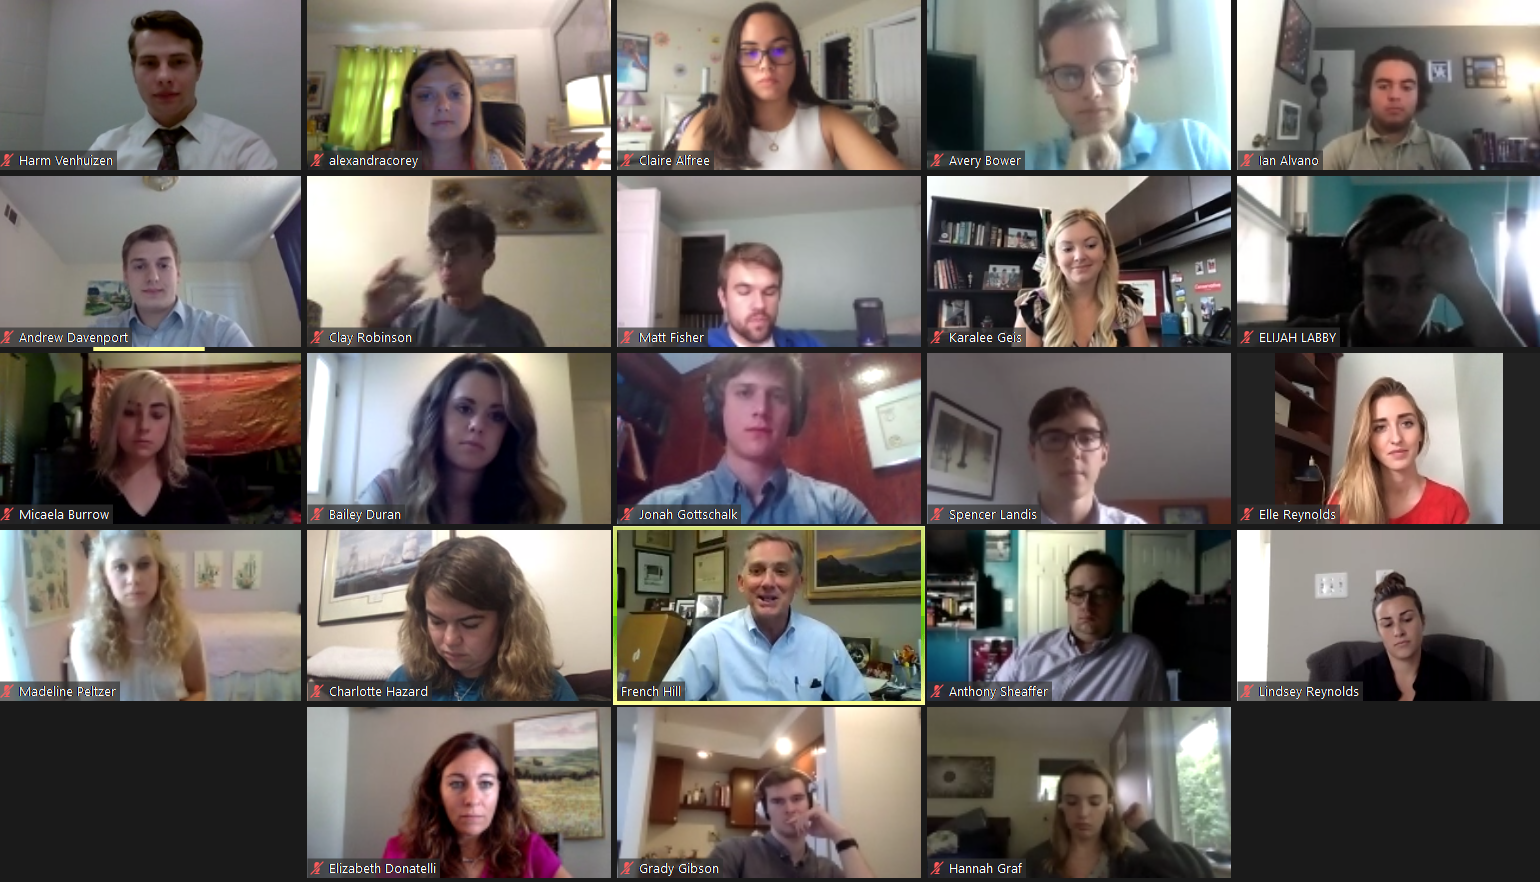 Harm Venhuizen
alexandracorey
Claire Alfree
Avery Bower
Ian Alvano
Andrew Davenport
Clay Robinson
Matt Fisher
Karalee Geis
ELIJAH LABBY
Micaela Burrow
Bailey Duran
Jonah Gottschalk
Spencer Landis
Elle Reynolds
Madeline Peltzer
Charlotte Hazard
French Hill
Anthony Sheaffer
Lindsey Reynolds
Elizabeth Donatelli
Grady Gibson
Hannah Graf